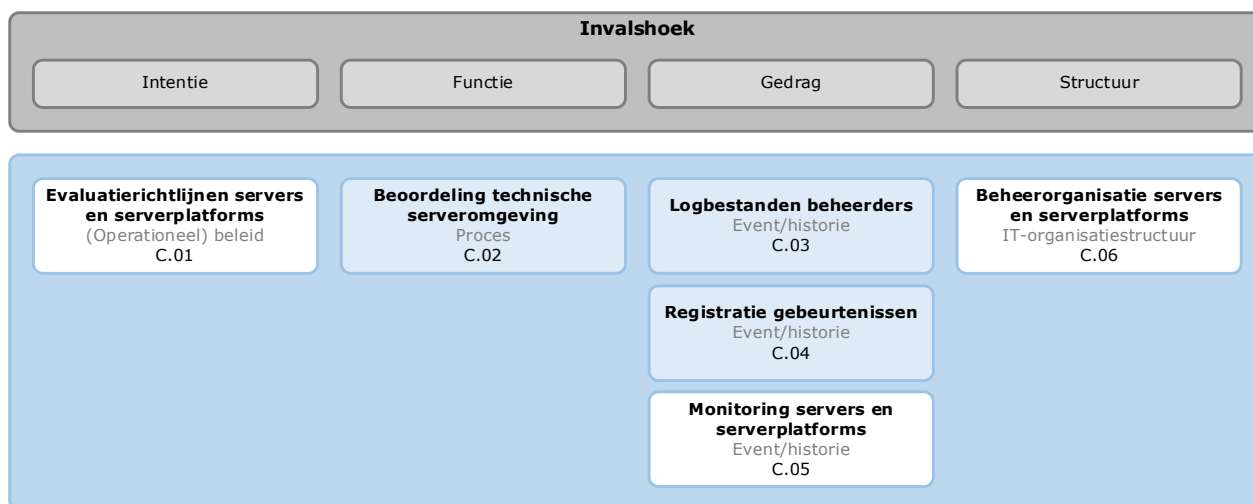 Invalshoek
Intentie
Functie
Gedrag
Structuur
Evaluatierichtlijnen servers
en serverplatforms
(Operationeel) beleid
C.01
Beoordeling technische
serveromgeving
Proces
C.02
Logbestanden beheerders
Event/historie
C.03
Registratie gebeurtenissen
Event/historie
C.04
Monitoring servers en
serverplatforms
Event/historie
C.05
Beheerorganisatie servers
en serverplatforms
IT-organisatiestructuur
C.06